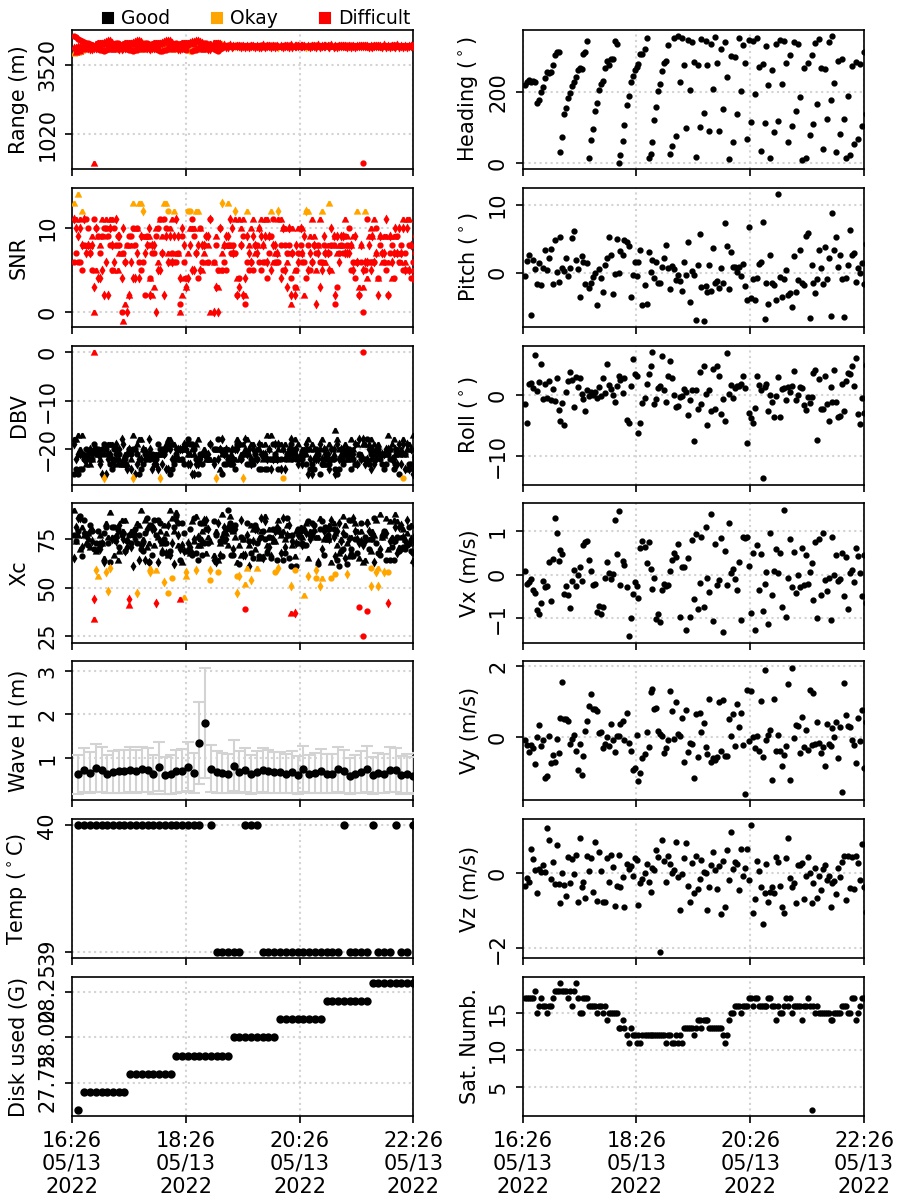 Good Okay Difficult
Range (m)
3520
1020
Heading (°)
200
0
SNR
10
0
Pitch (°)
10
0
DBV
0
−10
−20
Roll (°)
0
−10
Xc
75
50
25
Vx (m/s)
1
0
−1
Wave H (m)
3
2
1
Vy (m/s)
2
0
Temp (°C)
40
39
Vz (m/s)
0
−2
Disk used (G)
28.25
28.00
27.75
Sat. Numb.
15
10
5
16:26 18:26 20:26 22:26
05/13 05/13 05/13 05/13
2022 2022 2022 2022
16:26 18:26 20:26 22:26
05/13 05/13 05/13 05/13
2022 2022 2022 2022